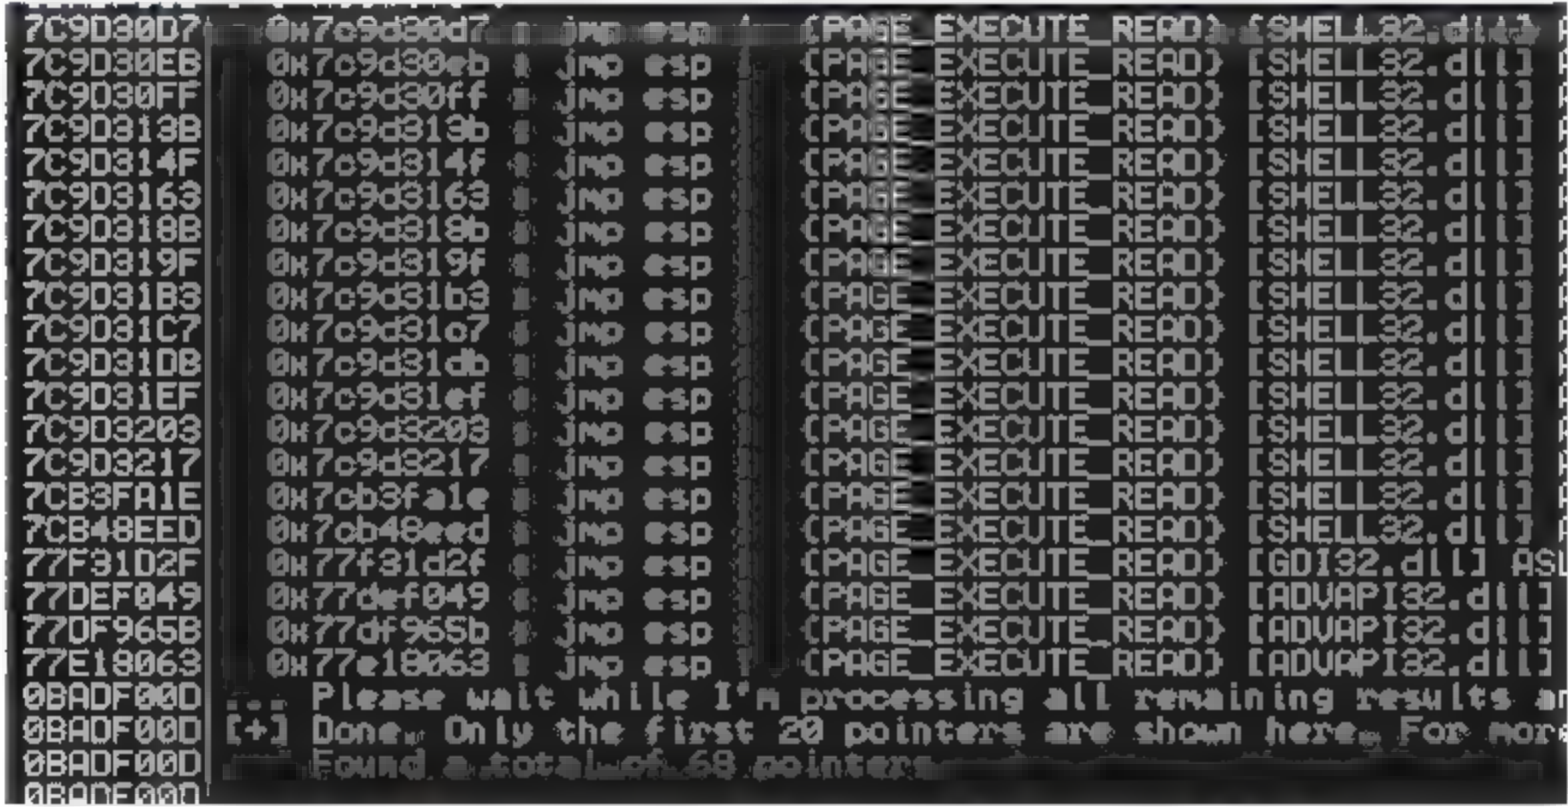 7C9D30D7 0x7c9d30d7 : jmp esp {PAGE_EXECUTE_READ} [SHELL32.dll]
7C9D30EB 0x7c9d30eb : jmp esp {PAGE_EXECUTE_READ} [SHELL32.dll]
7C9D30FF 0x7c9d30ff : jmp esp {PAGE_EXECUTE_READ} [SHELL32.dll]
7C9D313B 0x7c9d313b : jmp esp {PAGE_EXECUTE_READ} [SHELL32.dll]
7C9D314F 0x7c9d314f : jmp esp {PAGE_EXECUTE_READ} [SHELL32.dll]
7C9D3163 0x7c9d3163 : jmp esp {PAGE_EXECUTE_READ} [SHELL32.dll]
7C9D318B 0x7c9d318b : jmp esp {PAGE_EXECUTE_READ} [SHELL32.dll]
7C9D319F 0x7c9d319f : jmp esp {PAGE_EXECUTE_READ} [SHELL32.dll]
7C9D31B3 0x7c9d31b3 : jmp esp {PAGE_EXECUTE_READ} [SHELL32.dll]
7C9D31C7 0x7c9d31c7 : jmp esp {PAGE_EXECUTE_READ} [SHELL32.dll]
7C9D31DB 0x7c9d31db : jmp esp {PAGE_EXECUTE_READ} [SHELL32.dll]
7C9D31EF 0x7c9d31ef : jmp esp {PAGE_EXECUTE_READ} [SHELL32.dll]
7C9D3203 0x7c9d3203 : jmp esp {PAGE_EXECUTE_READ} [SHELL32.dll]
7C9D3217 0x7c9d3217 : jmp esp {PAGE_EXECUTE_READ} [SHELL32.dll]
7CB3FA1E 0x7cb3fa1e : jmp esp {PAGE_EXECUTE_READ} [SHELL32.dll]
7CB48EED 0x7cb48eed : jmp esp {PAGE_EXECUTE_READ} [SHELL32.dll]
77F31D2F 0x77f31d2f : jmp esp {PAGE_EXECUTE_READ} [GDI32.dll] AS
77DEF049 0x77def049 : jmp esp {PAGE_EXECUTE_READ} [ADVAPI32.dll]
77DF965B 0x77df965b : jmp esp {PAGE_EXECUTE_READ} [ADVAPI32.dll]
77E18063 0x77e18063 : jmp esp {PAGE_EXECUTE_READ} [ADVAPI32.dll]
0BADF00D ... Please wait while I'm processing all remaining results
0BADF00D [+] Done. Only the first 20 pointers are shown here. For mor
0BADF00D Found a total of 68 pointers
0BADF00D